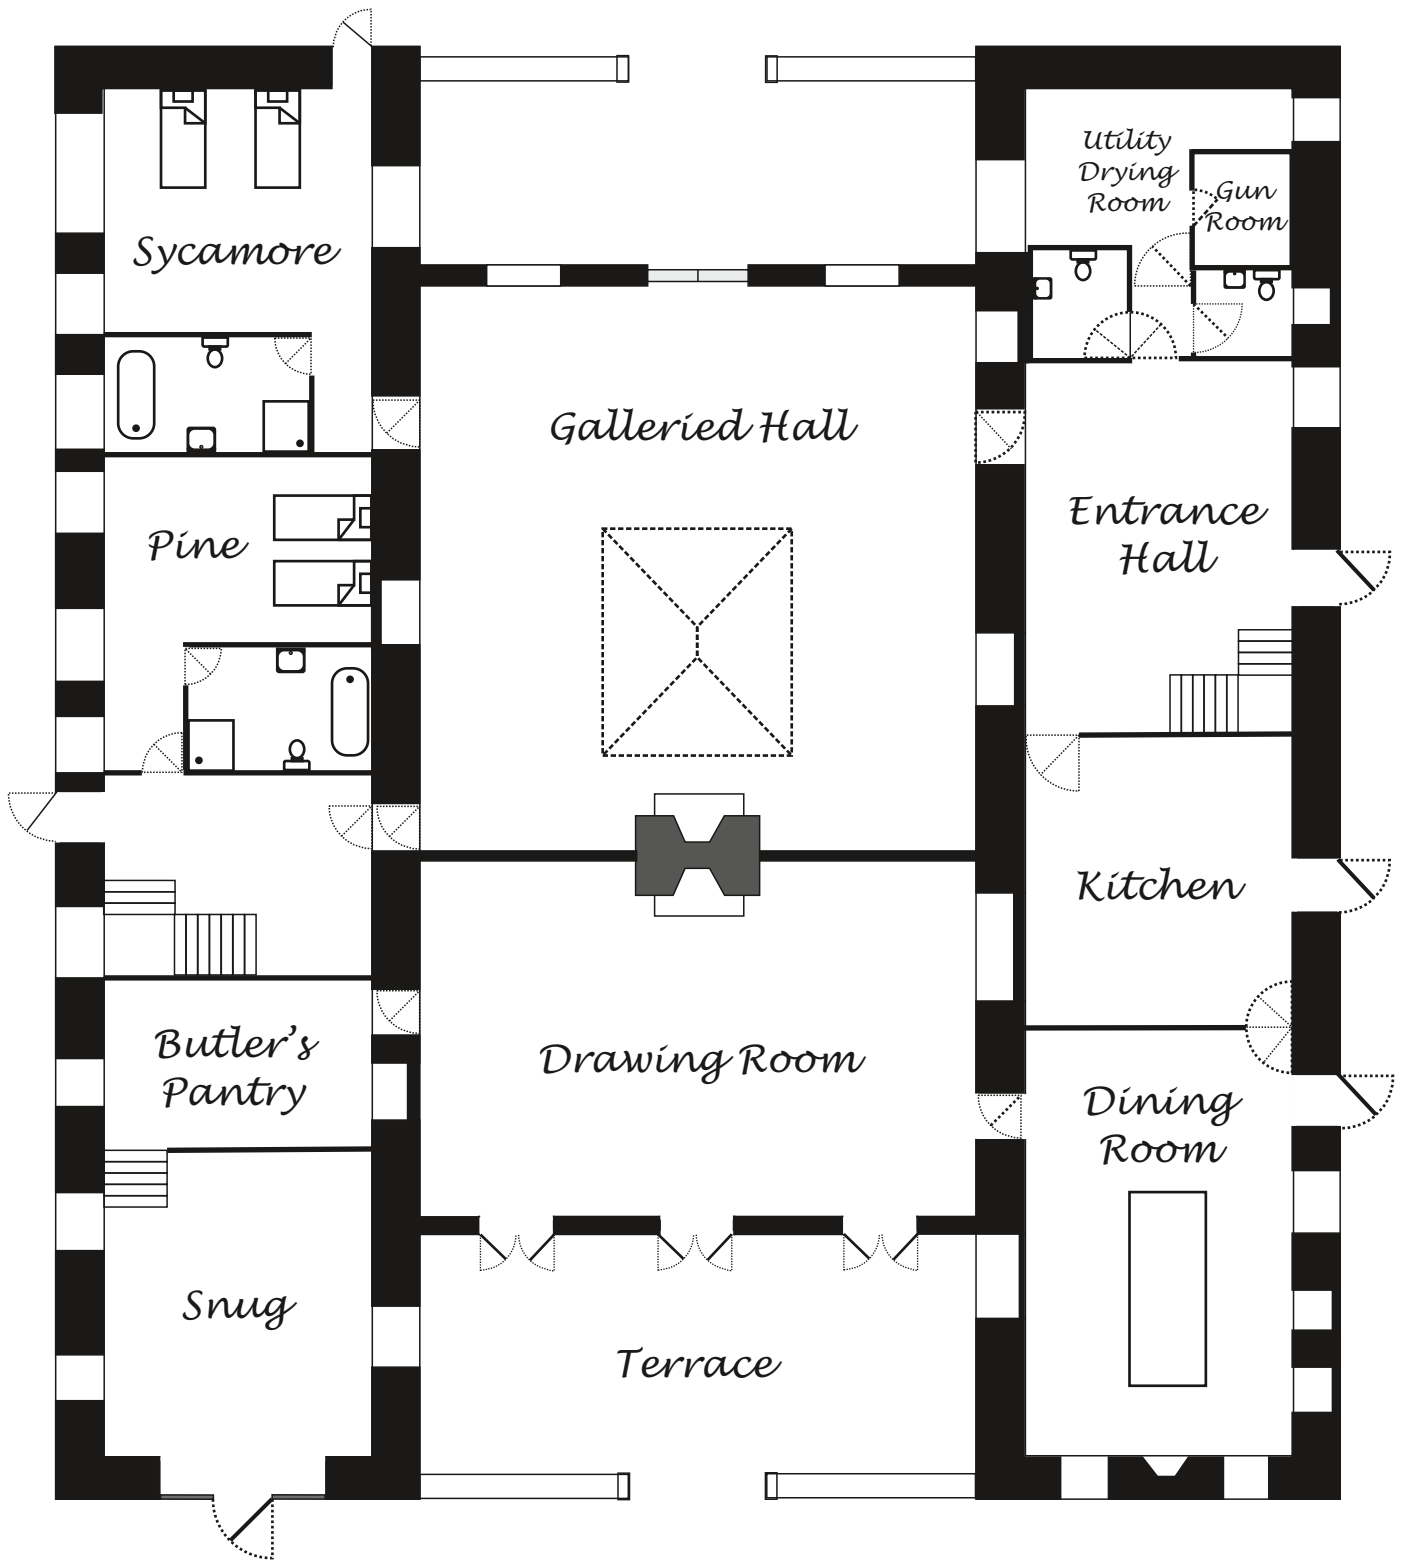 Utility
Drying
Room
Gun
Room
Sycamore
Galleried Hall
Entrance
Hall
Pine
Kitchen
Butler's
Pantry
Drawing Room
Dining
Room
Snug
Terrace